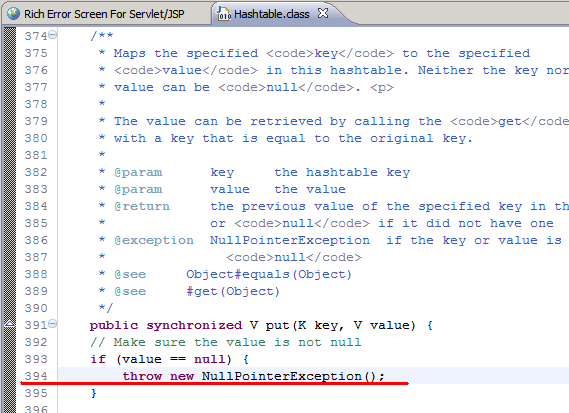 Rich Error Screen For Servlet/JSP Hashtable.class
374 /**
375 * Maps the specified <code>key</code> to the specified
376 * <code>value</code> in this hashtable. Neither the key nor
377 * value can be <code>null</code>. <p>
378 *
379 * The value can be retrieved by calling the <code>get</code
380 * with a key that is equal to the original key.
381 *
382 * @param key the hashtable key
383 * @param value the value
384 * @return the previous value of the specified key in th
385 * or <code>null</code> if it did not have one
386 * @exception NullPointerException if the key or value is
387 * <code>null</code>
388 * @see Object#equals(Object)
389 * @see #get(Object)
390 */
391 public synchronized V put(K key, V value) {
392 // Make sure the value is not null
393 if (value == null) {
394 throw new NullPointerException();
395 }